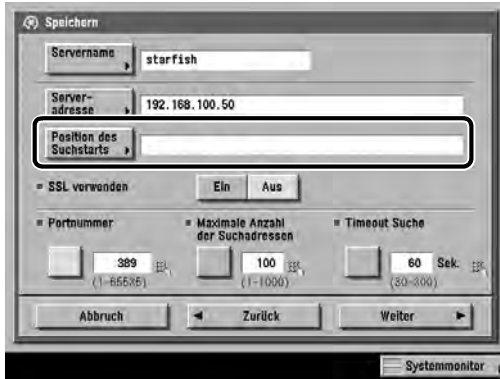 Speichern
Servername
starfish
Server-
adresse
192.168.100.50
Position des
Suchstarts
SSL verwenden
Ein
Aus
Portnummer
389
(1-65535)
Maximale Anzahl
der Suchadressen
100
(1-1000)
Timeout Suche
60 Sek.
(30-300)
Abbruch
Zurück
Weiter
Systemmonitor